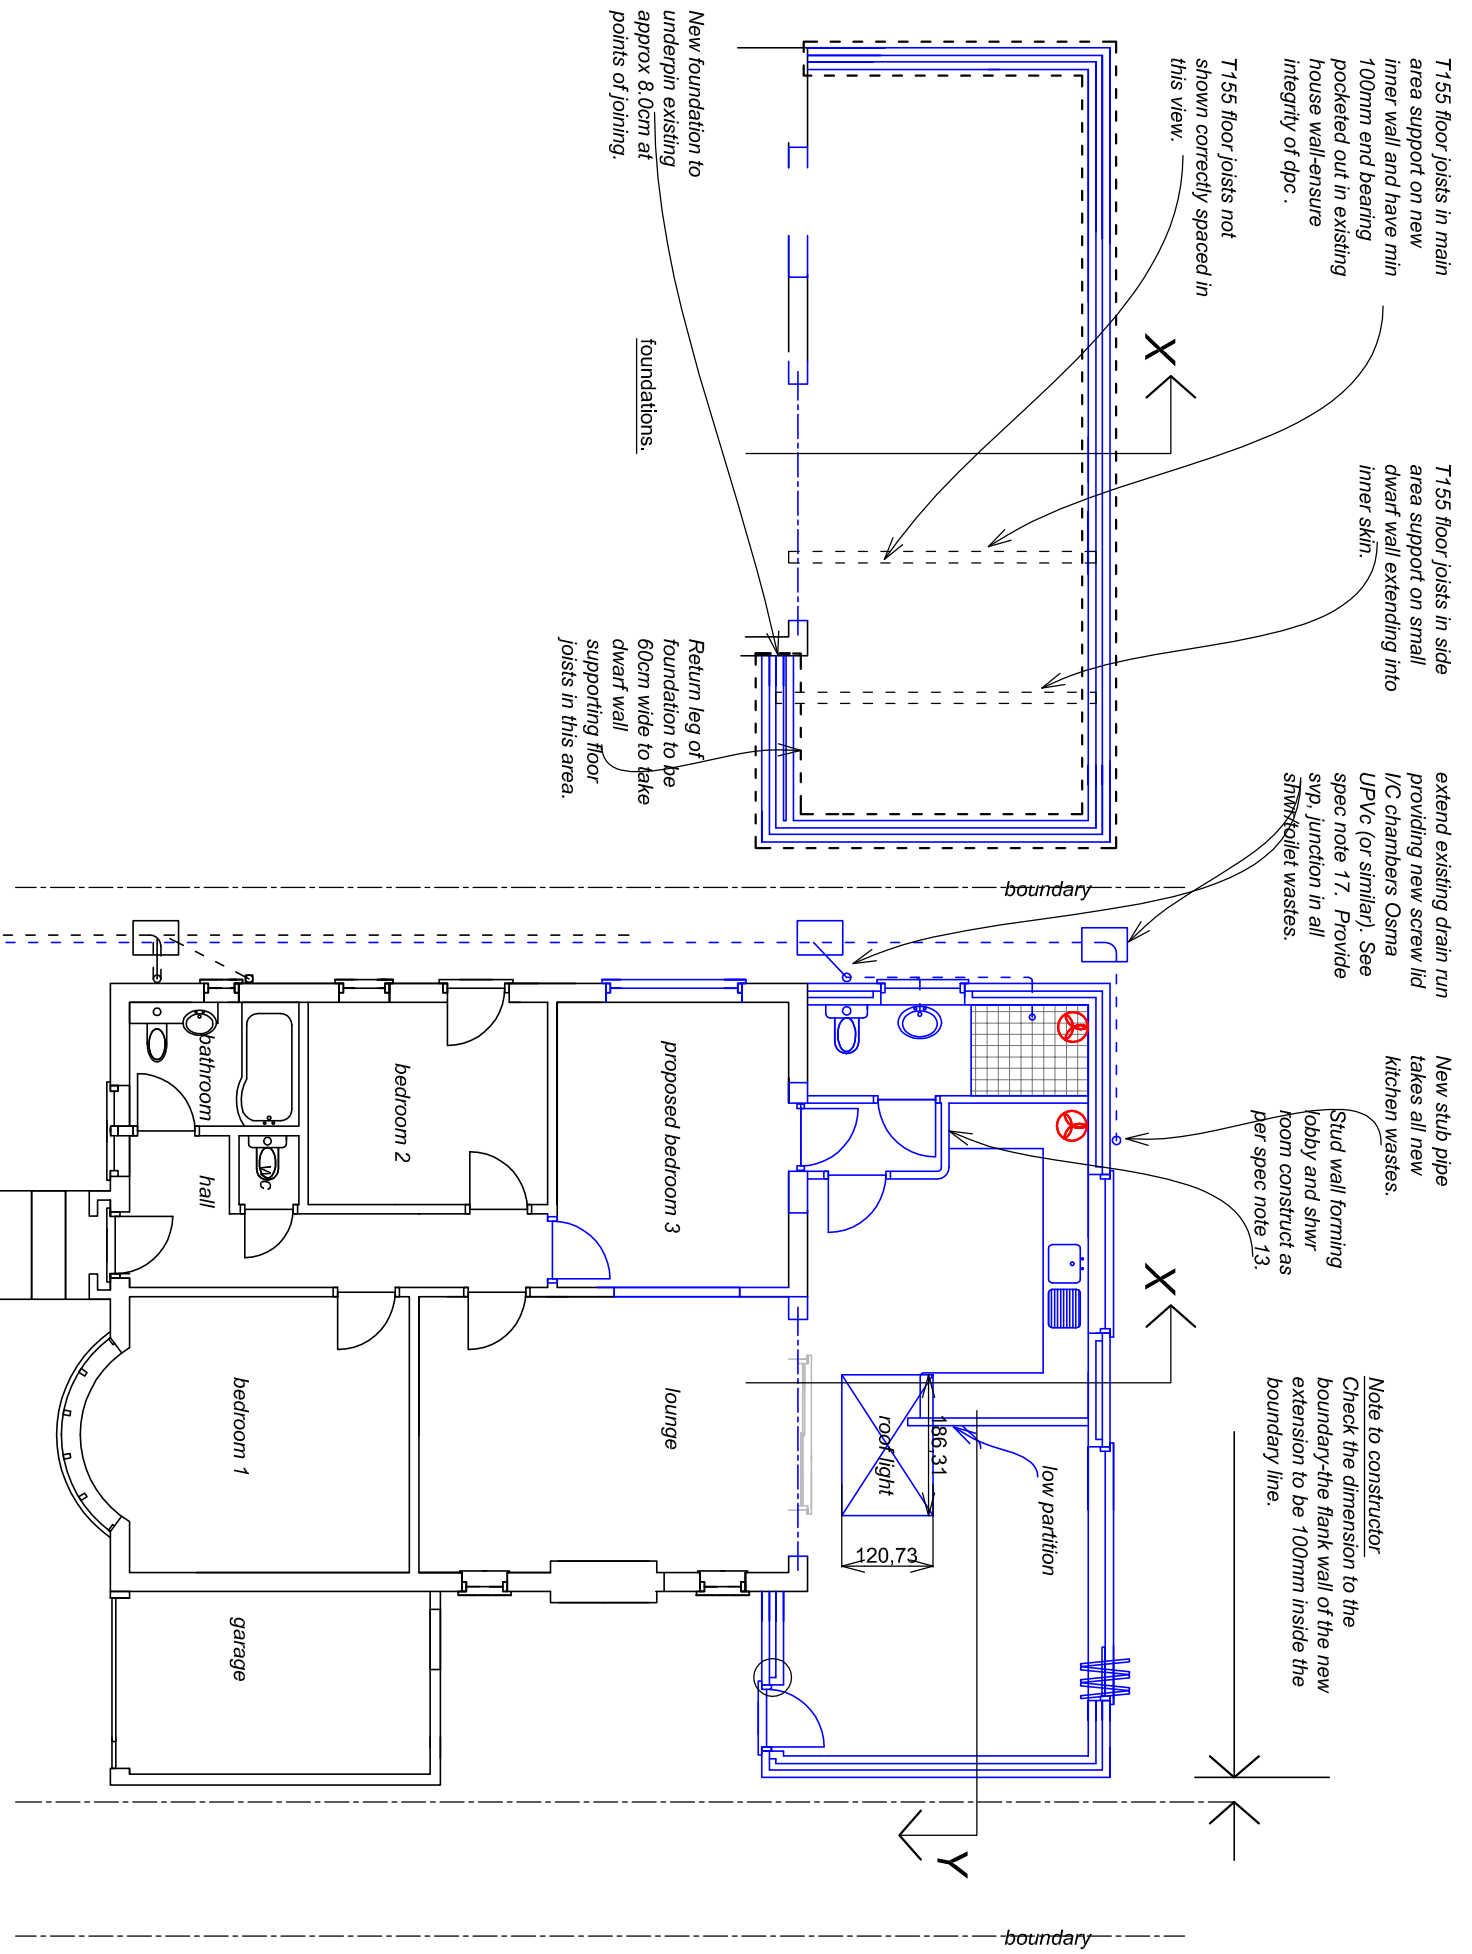 T155 floor joists in main
area support on new
inner wall and have min
100mm end bearing
pocketed out in existing
house wall-ensure
integrity of dpc .
T155 floor joists not
shown correctly spaced in
this view.
New foundation to
underpin existing
approx 8.0cm at
points of joining.
X
foundations.
T155 floor joists in side
area support on small
dwarf wall extending into
inner skin.
Return leg of
foundation to be
60cm wide to take
dwarf wall
supporting floor
joists in this area.
extend existing drain run
providing new screw lid
I/C chambers Osma
UPVc (or similar). See
spec note 17. Provide
svp, junction in all
shwr/toilet wastes.
boundary
New stub pipe
takes all new
kitchen wastes.
Stud wall forming
lobby and shwr
room construct as
per spec note 13.
X
proposed bedroom 3
bedroom 2
bathroom
wc
hall
Note to constructor
Check the dimension to the
boundary-the flank wall of the new
extension to be 100mm inside the
boundary line.
low partition
186,31
roof light
120,73
lounge
bedroom 1
garage
Y
boundary